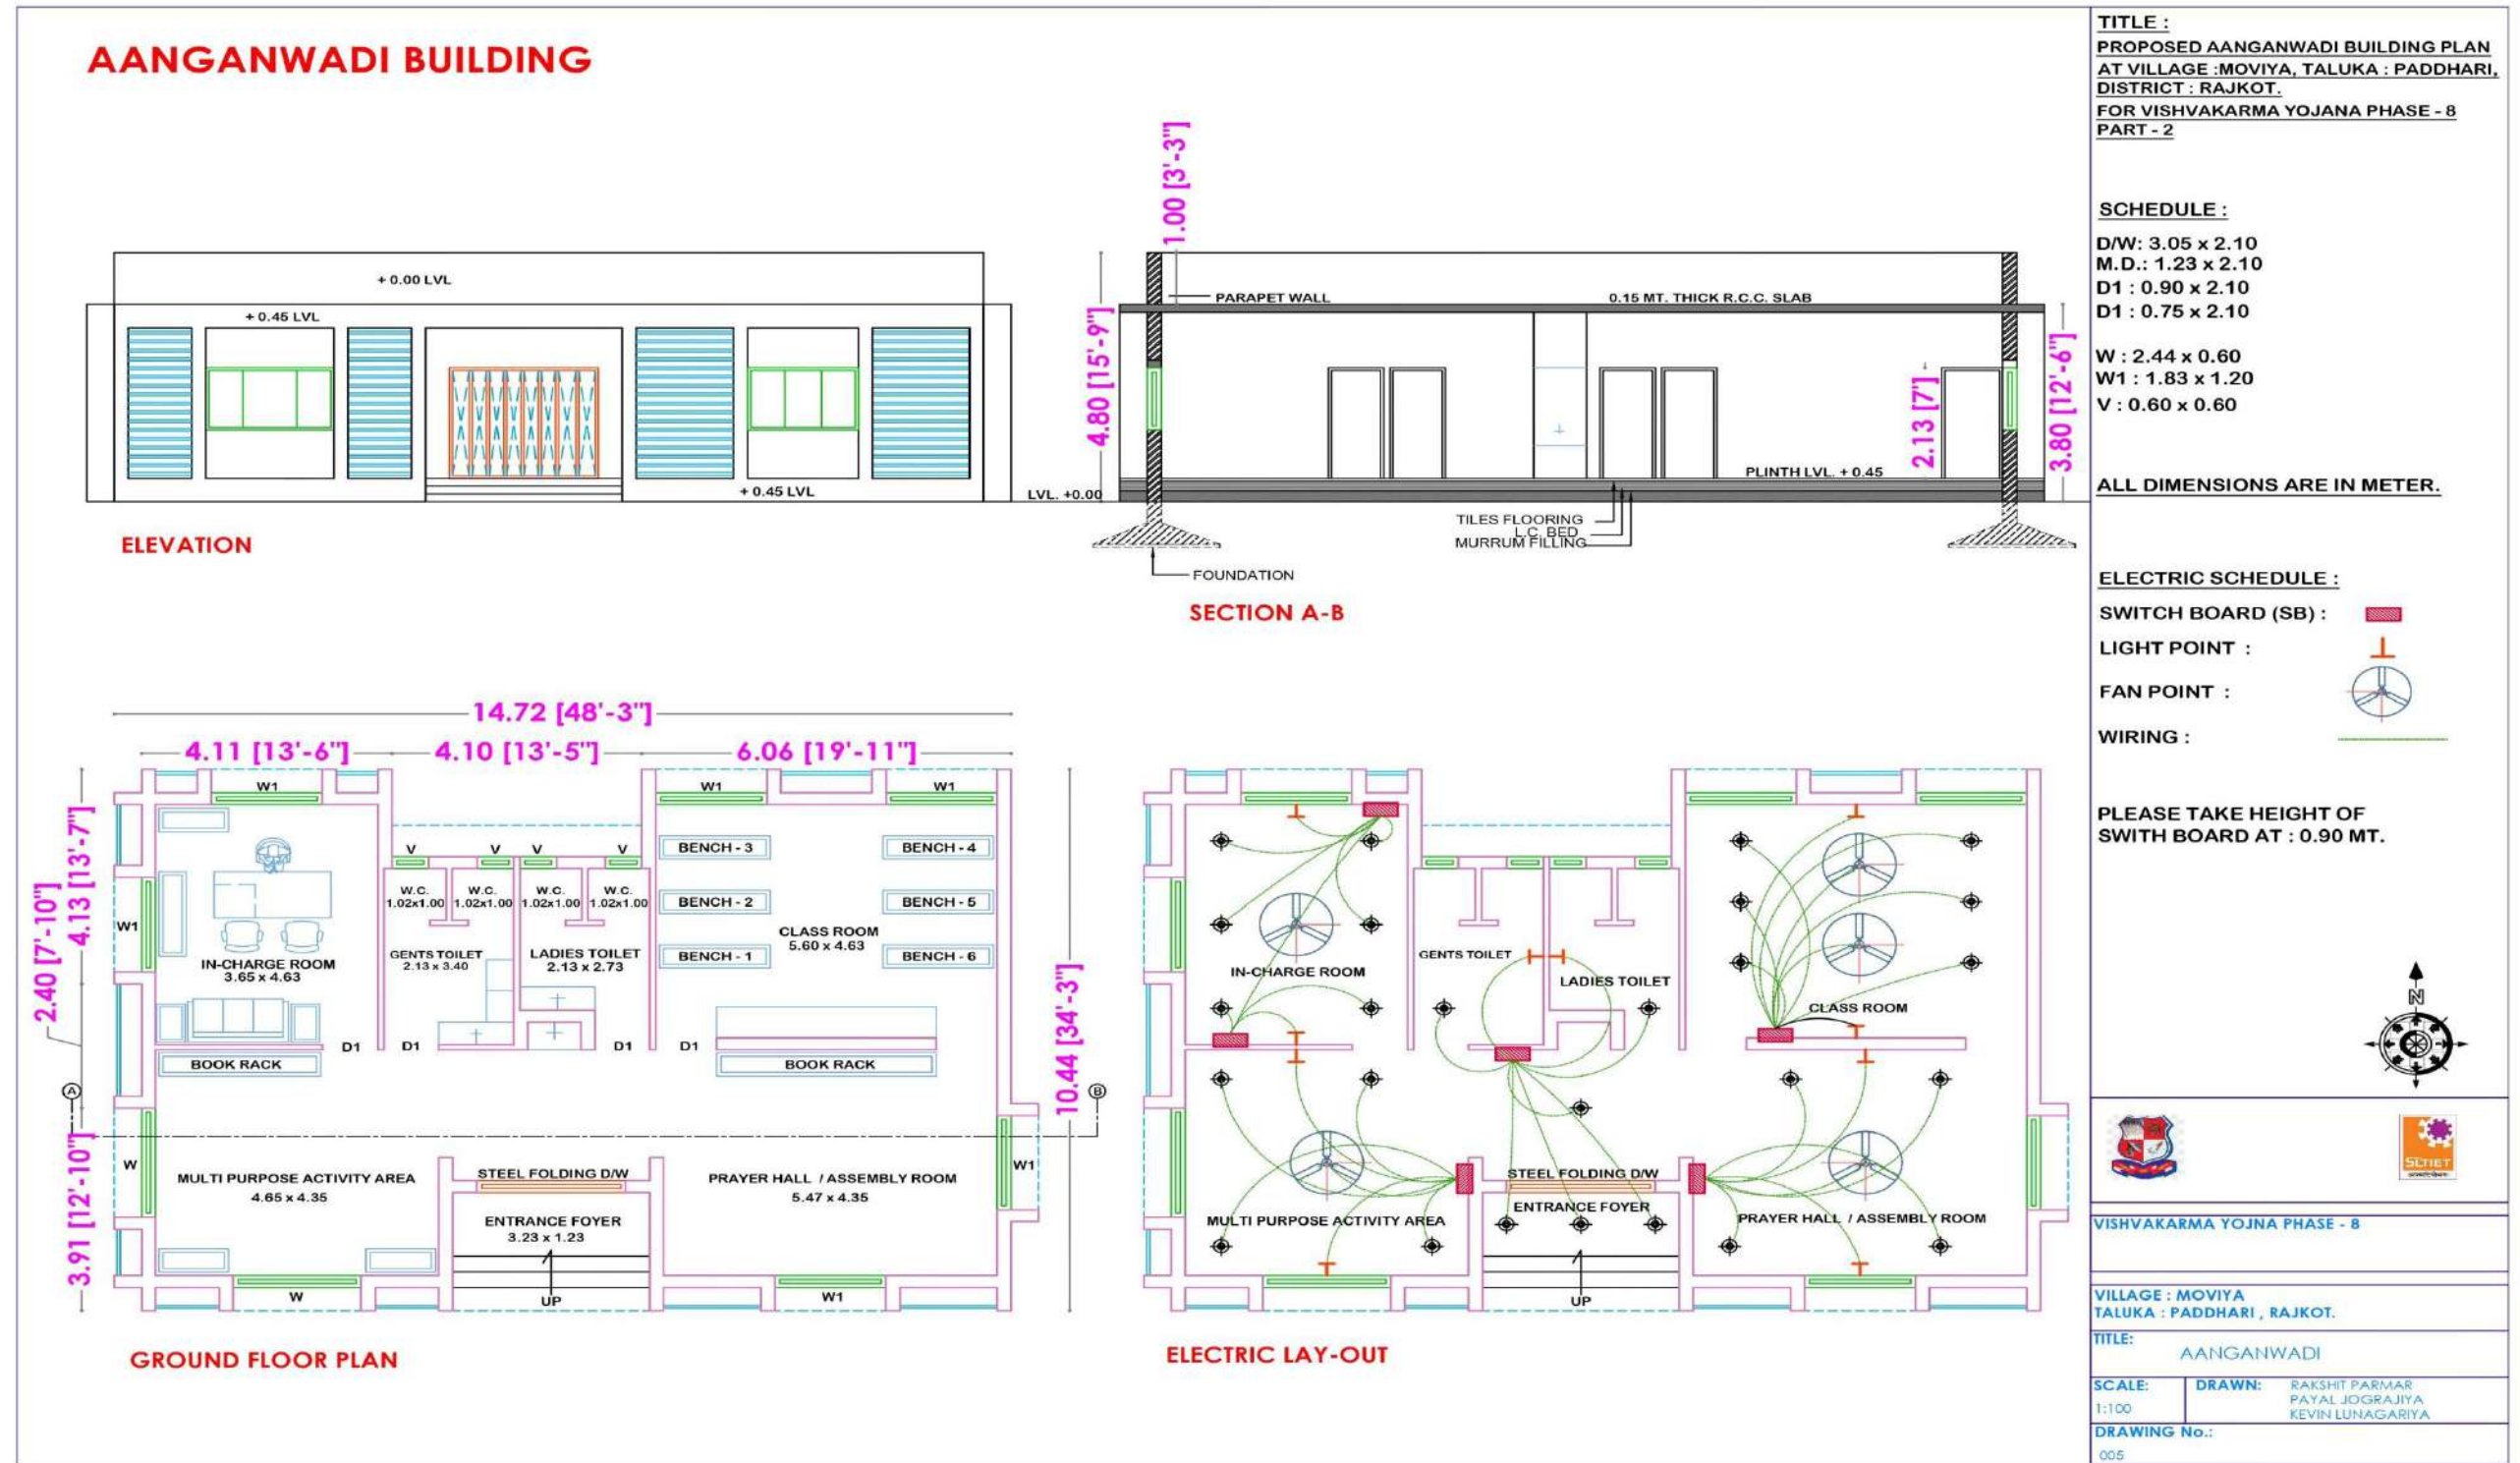 AANGANWADI BUILDING
+ 0.00 LVL
+ 0.45 LVL
+ 0.45 LVL
ELEVATION
1.00 [3'-3"]
4.80 [15'-9"]
PARAPET WALL
0.15 MT. THICK R.C.C. SLAB
2.13 [7']
3.80 [12'-6"]
PLINTH LVL. + 0.45
LVL. +0.00
TILES FLOORING
L.C. BED
MURRUM FILLING
FOUNDATION
SECTION A-B
14.72 [48'-3"]
4.11 [13'-6"]
4.10 [13'-5"]
6.06 [19'-11"]
2.40 [7'-10"]
4.13 [13'-7"]
3.91 [12'-10"]
10.44 [34'-3"]
W1
W1
W1
V
V
V
V
BENCH - 3
BENCH - 4
W.C.
1.02x1.00
W.C.
1.02x1.00
W.C.
1.02x1.00
W.C.
1.02x1.00
BENCH - 2
BENCH - 5
W1
CLASS ROOM
5.60 x 4.63
BENCH - 1
BENCH - 6
IN-CHARGE ROOM
3.65 x 4.63
GENTS TOILET
2.13 x 3.40
LADIES TOILET
2.13 x 2.73
D1
D1
D1
D1
BOOK RACK
BOOK RACK
A
B
W
MULTI PURPOSE ACTIVITY AREA
4.65 x 4.35
STEEL FOLDING D/W
PRAYER HALL / ASSEMBLY ROOM
5.47 x 4.35
W1
ENTRANCE FOYER
3.23 x 1.23
W
UP
W1
GROUND FLOOR PLAN
IN-CHARGE ROOM
GENTS TOILET
LADIES TOILET
CLASS ROOM
STEEL FOLDING D/W
ENTRANCE FOYER
MULTI PURPOSE ACTIVITY AREA
PRAYER HALL / ASSEMBLY ROOM
UP
ELECTRIC LAY-OUT
TITLE :
PROPOSED AANGANWADI BUILDING PLAN
AT VILLAGE :MOVIYA, TALUKA : PADDHARI,
DISTRICT : RAJKOT.
FOR VISHVAKARMA YOJANA PHASE - 8
PART - 2
SCHEDULE :
D/W: 3.05 x 2.10
M.D.: 1.23 x 2.10
D1 : 0.90 x 2.10
D1 : 0.75 x 2.10
W : 2.44 x 0.60
W1 : 1.83 x 1.20
V : 0.60 x 0.60
ALL DIMENSIONS ARE IN METER.
ELECTRIC SCHEDULE :
SWITCH BOARD (SB) :
LIGHT POINT :
FAN POINT :
WIRING :
PLEASE TAKE HEIGHT OF
SWITH BOARD AT : 0.90 MT.
N
SLTIET
VISHVAKARMA YOJNA PHASE - 8
VILLAGE : MOVIYA
TALUKA : PADDHARI , RAJKOT.
TITLE:
AANGANWADI
SCALE:
1:100
DRAWN:
RAKSHIT PARMAR
PAYAL JOGRAJIYA
KEVIN LUNAGARIYA
DRAWING No.:
005